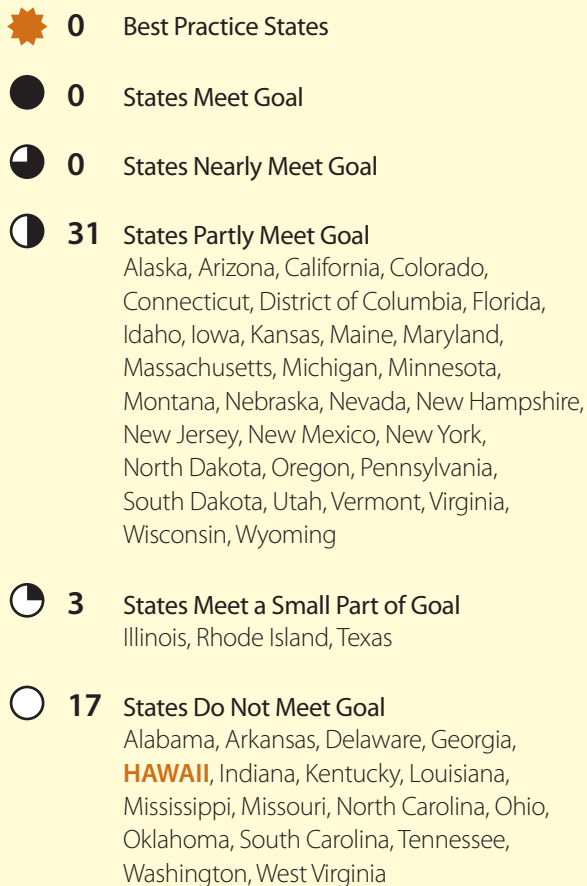 0 Best Practice States
0 States Meet Goal
0 States Nearly Meet Goal
31 States Partly Meet Goal
Alaska, Arizona, California, Colorado,
Connecticut, District of Columbia, Florida,
Idaho, Iowa, Kansas, Maine, Maryland,
Massachusetts, Michigan, Minnesota,
Montana, Nebraska, Nevada, New Hampshire,
New Jersey, New Mexico, New York,
North Dakota, Oregon, Pennsylvania,
South Dakota, Utah, Vermont, Virginia,
Wisconsin, Wyoming
3 States Meet a Small Part of Goal
Illinois, Rhode Island, Texas
17 States Do Not Meet Goal
Alabama, Arkansas, Delaware, Georgia,
HAWAII, Indiana, Kentucky, Louisiana,
Mississippi, Missouri, North Carolina, Ohio,
Oklahoma, South Carolina, Tennessee,
Washington, West Virginia